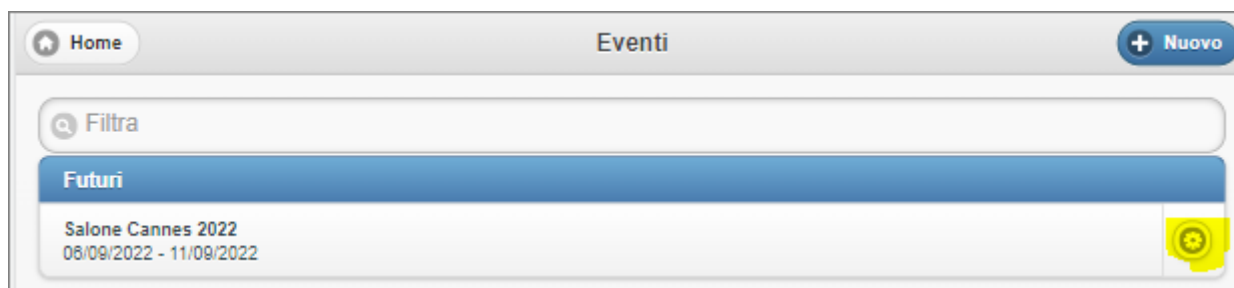 Home
Eventi
Nuovo
Filtra
Futuri
Salone Cannes 2022
06/09/2022 - 11/09/2022